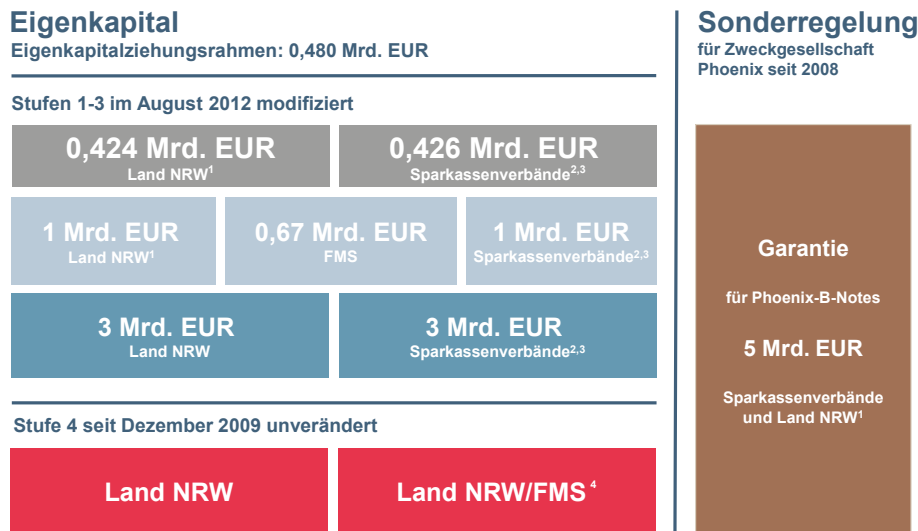 Eigenkapital
Eigenkapitalziehungsrahmen: 0,480 Mrd. EUR
Stufen 1-3 im August 2012 modifiziert
0,424 Mrd. EUR
Land NRW¹
0,426 Mrd. EUR
Sparkassenverbände²,³
1 Mrd. EUR
Land NRW¹
0,67 Mrd. EUR
FMS
1 Mrd. EUR
Sparkassenverbände²,³
3 Mrd. EUR
Land NRW
3 Mrd. EUR
Sparkassenverbände²,³
Stufe 4 seit Dezember 2009 unverändert
Land NRW
Land NRW/FMS ⁴
Sonderregelung
für Zweckgesellschaft
Phoenix seit 2008
Garantie
für Phoenix-B-Notes
5 Mrd. EUR
Sparkassenverbände
und Land NRW¹